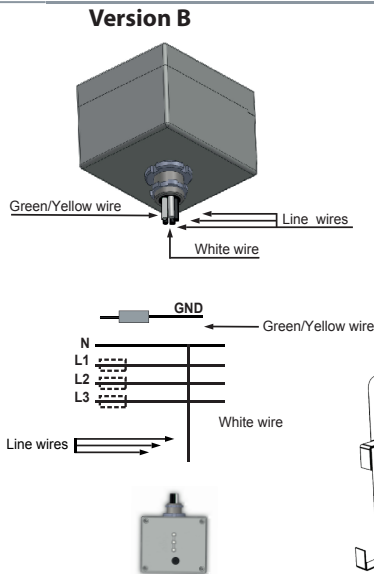 Version B
Green/Yellow wire
Line wires
White wire
GND
Green/Yellow wire
N
L1
L2
L3
White wire
Line wires